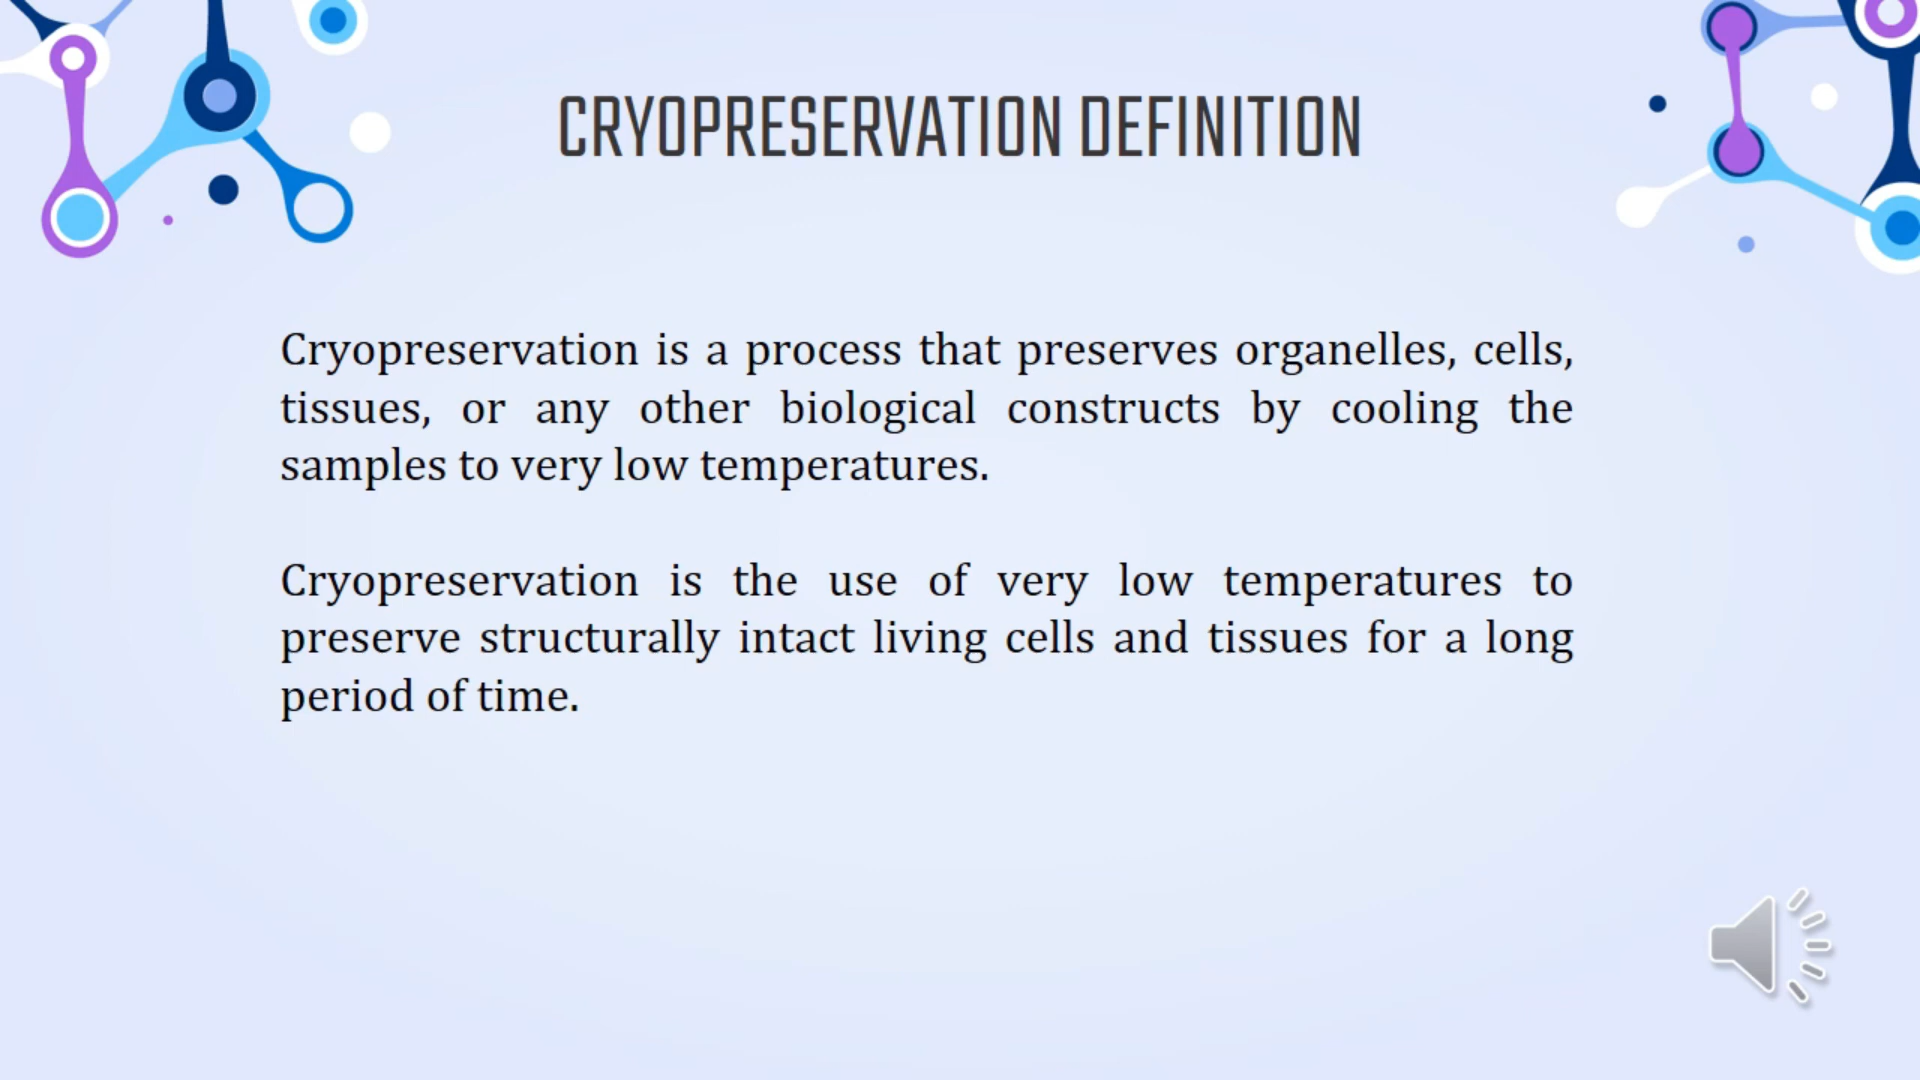 CRYOPRESERVATION DEFINITION
Cryopreservation is a process that preserves organelles, cells,
tissues, or any other biological constructs by cooling the
samples to very low temperatures.
Cryopreservation is the use of very low temperatures to
preserve structurally intact living cells and tissues for a long
period of time.